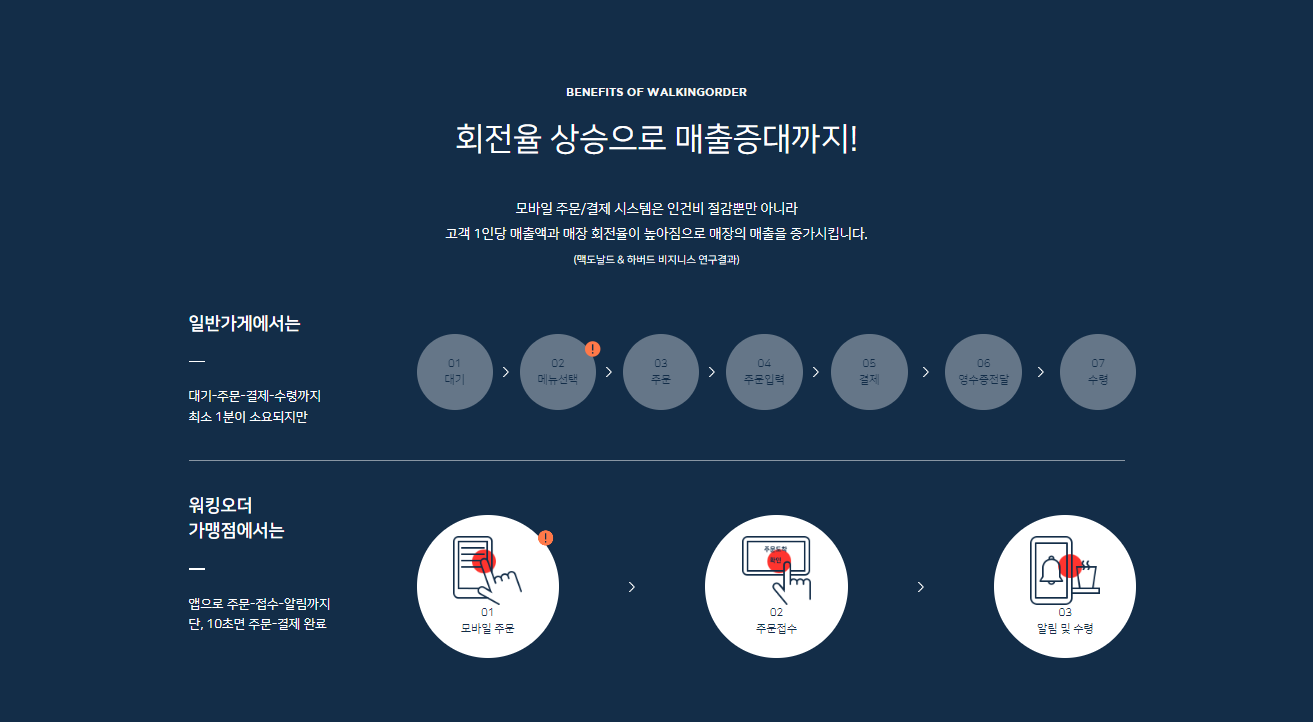 BENEFITS OF WALKINGORDER
회전율 상승으로 매출증대까지!
모바일 주문/결제 시스템은 인건비 절감뿐만 아니라
고객 1인당 매출액과 매장 회전율이 높아짐으로 매장의 매출을 증가시킵니다.
(맥도날드 & 하버드 비지니스 연구결과)
일반가게에서는
대기-주문-결제-수령까지
최소 1분이 소요되지만
01
대기
!
02
메뉴선택
03
주문
04
주문입력
05
결제
06
영수증전달
07
수령
워킹오더
가맹점에서는
앱으로 주문-접수-알림까지
단, 10초면 주문-결제 완료
!
01
모바일 주문
주문도착
확인
02
주문접수
03
알림 및 수령